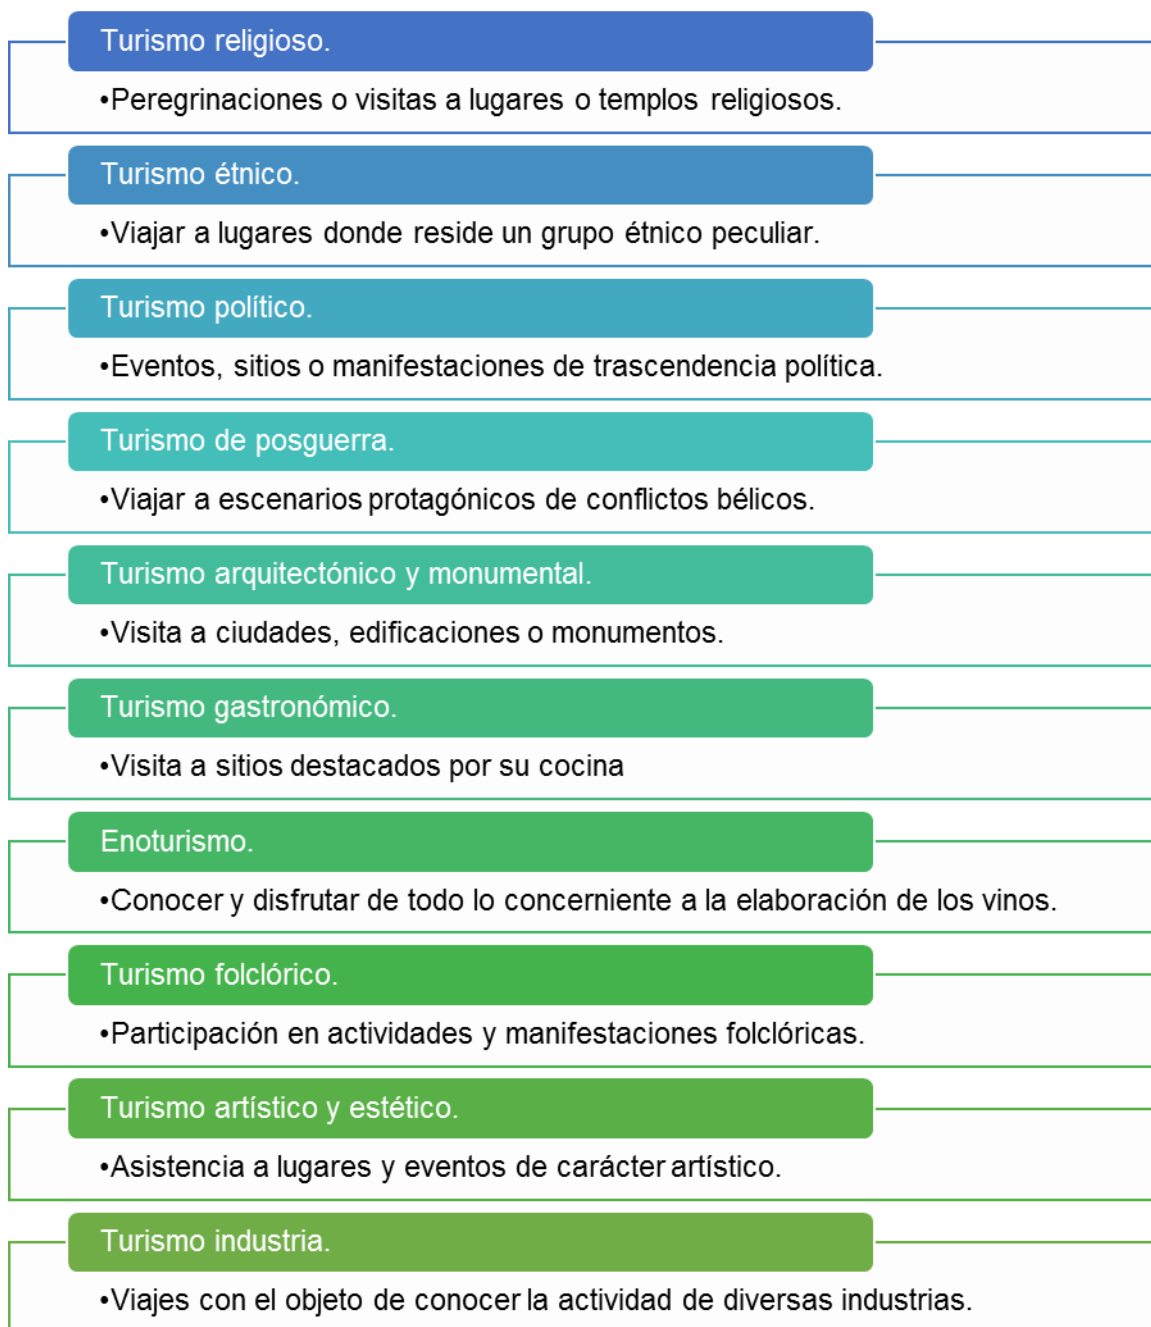 Turismo religioso.
•Peregrinaciones o visitas a lugares o templos religiosos.
Turismo étnico.
•Viajar a lugares donde reside un grupo étnico peculiar.
Turismo político.
•Eventos, sitios o manifestaciones de trascendencia política.
Turismo de posguerra.
•Viajar a escenarios protagónicos de conflictos bélicos.
Turismo arquitectónico y monumental.
•Visita a ciudades, edificaciones o monumentos.
Turismo gastronómico.
•Visita a sitios destacados por su cocina
Enoturismo.
•Conocer y disfrutar de todo lo concerniente a la elaboración de los vinos.
Turismo folclórico.
•Participación en actividades y manifestaciones folclóricas.
Turismo artístico y estético.
•Asistencia a lugares y eventos de carácter artístico.
Turismo industria.
•Viajes con el objeto de conocer la actividad de diversas industrias.